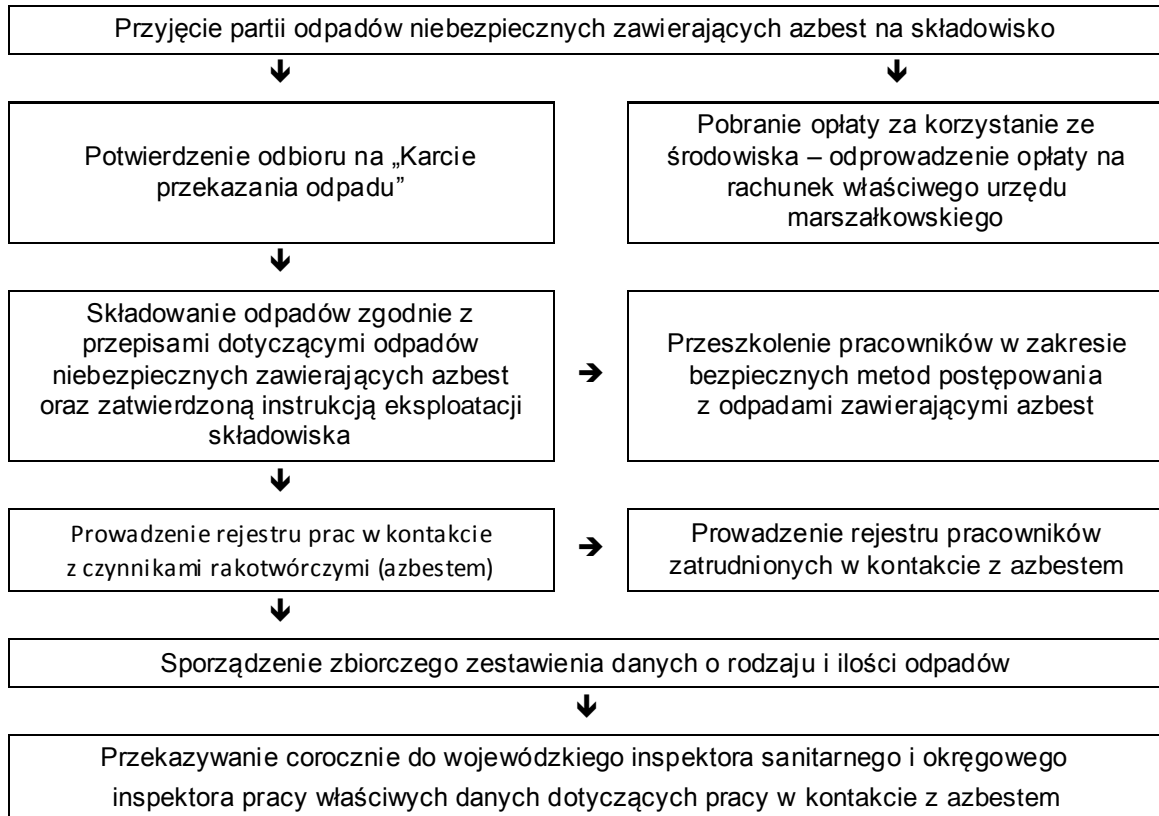 Przyjęcie partii odpadów niebezpiecznych zawierających azbest na składowisko
Potwierdzenie odbioru na „Karcie
przekazania odpadu”
Pobranie opłaty za korzystanie ze
środowiska – odprowadzenie opłaty na
rachunek właściwego urzędu
marszałkowskiego
Składowanie odpadów zgodnie z
przepisami dotyczącymi odpadów
niebezpiecznych zawierających azbest
oraz zatwierdzoną instrukcją eksploatacji
składowiska
Przeszkolenie pracowników w zakresie
bezpiecznych metod postępowania
z odpadami zawierającymi azbest
Prowadzenie rejestru prac w kontakcie
z czynnikami rakotwórczymi (azbestem)
Prowadzenie rejestru pracowników
zatrudnionych w kontakcie z azbestem
Sporządzenie zbiorczego zestawienia danych o rodzaju i ilości odpadów
Przekazywanie corocznie do wojewódzkiego inspektora sanitarnego i okręgowego
inspektora pracy właściwych danych dotyczących pracy w kontakcie z azbestem